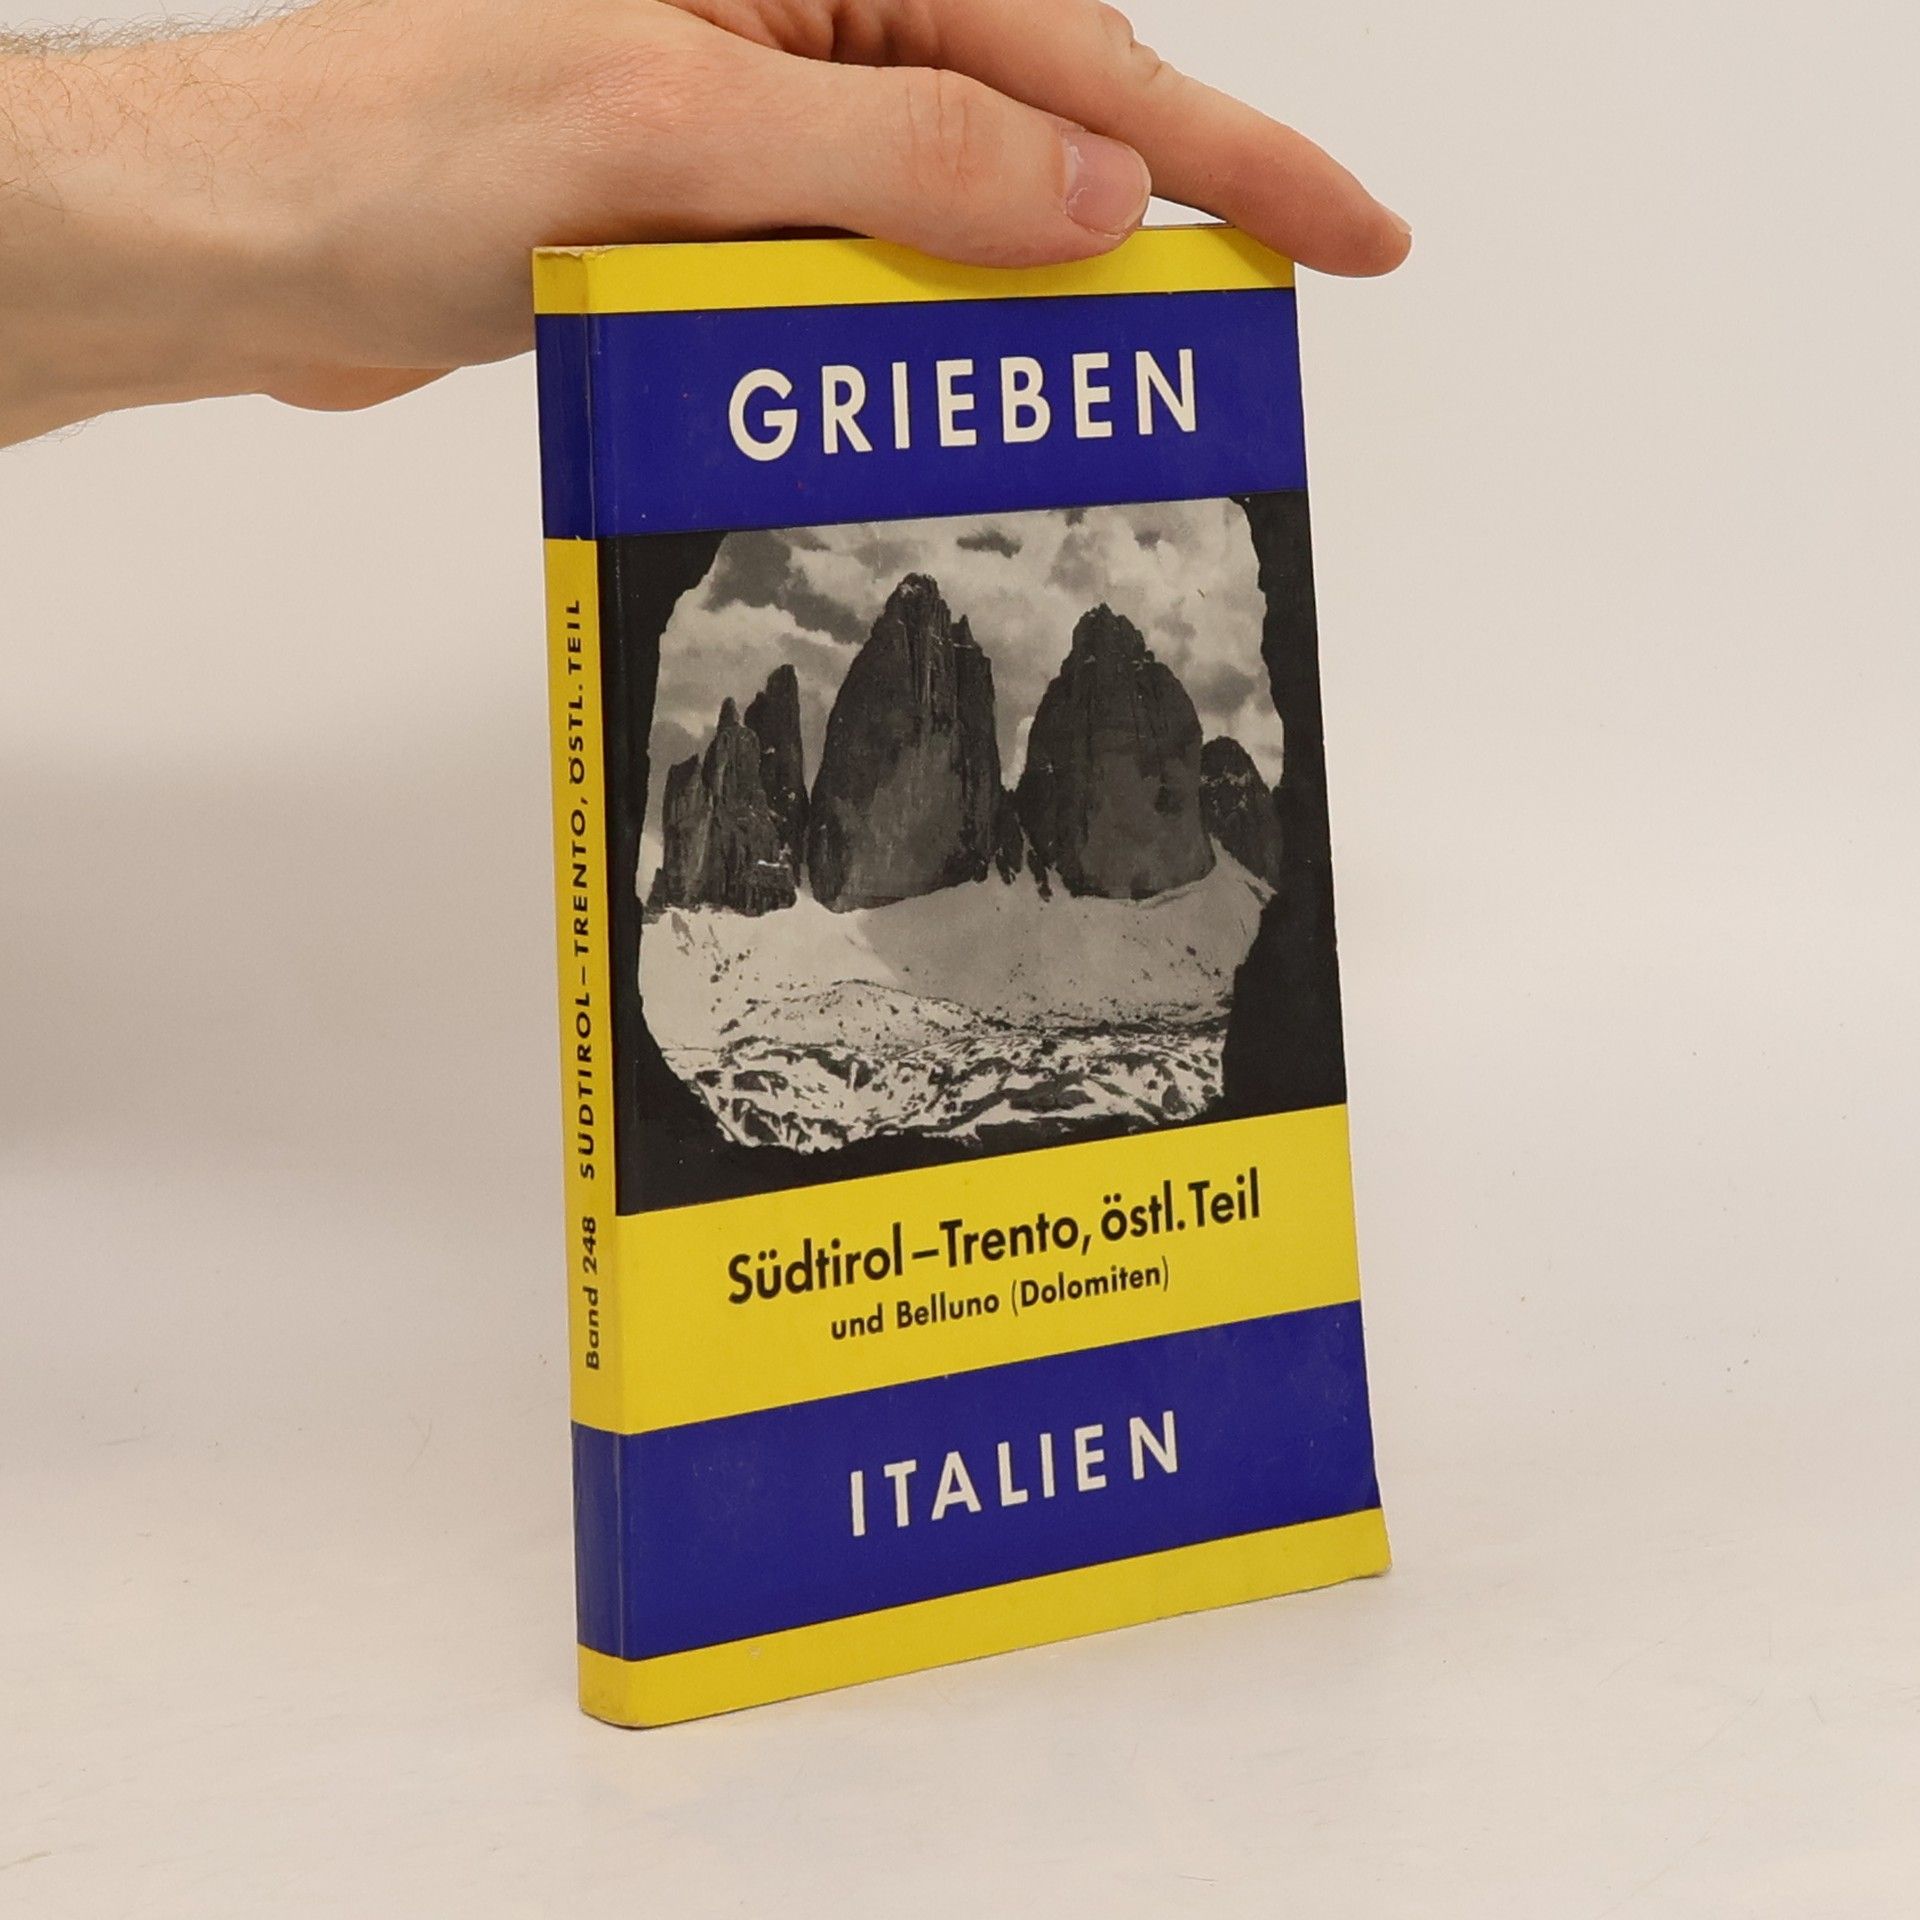 GRIEBEN
Südtirol–Trento, östl. Teil
und Belluno (Dolomiten)
ITALIEN
Band 248 SÜDTIROL–TRENTO, ÖSTL. TEIL